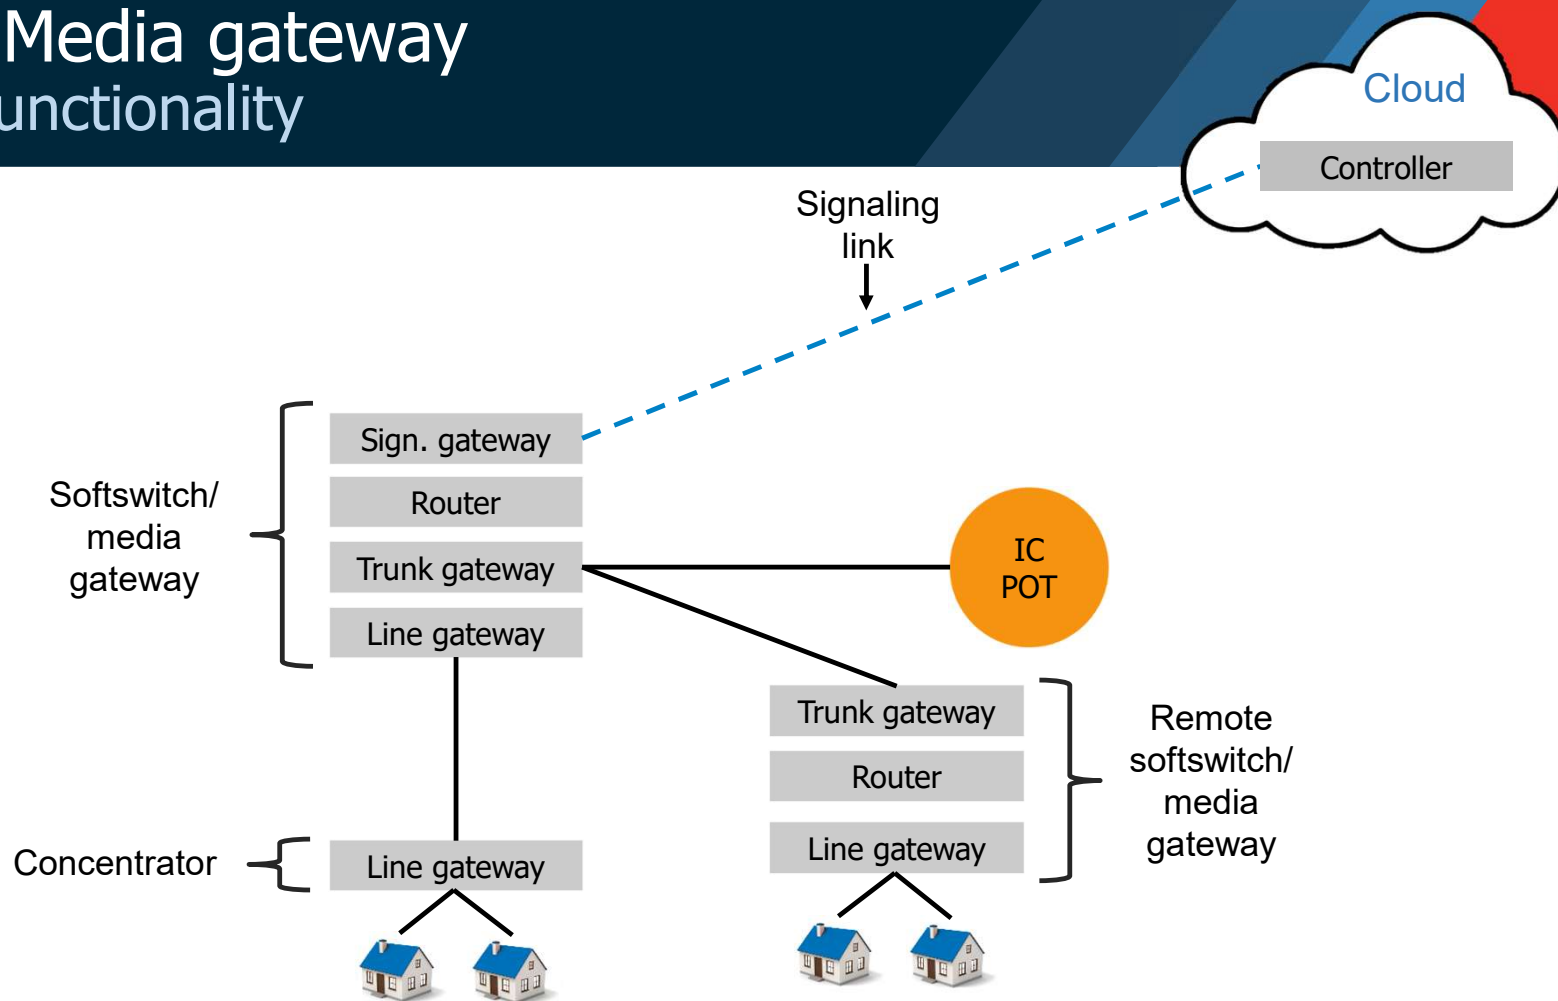 Media gateway
unctionality
Cloud
Controller
Signaling
link
Sign. gateway
Router
Trunk gateway
Line gateway
Softswitch/
media
gateway
IC
POT
Trunk gateway
Router
Line gateway
Remote
softswitch/
media
gateway
Concentrator
Line gateway